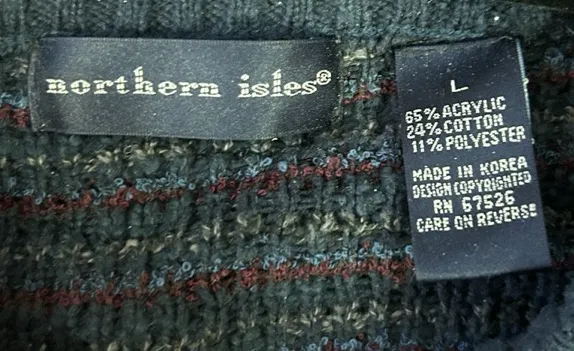 northern isles®
L
65% ACRYLIC
24% COTTON
11% POLYESTER
MADE IN KOREA
DESIGN COPYRIGHTED
RN 67526
CARE ON REVERSE